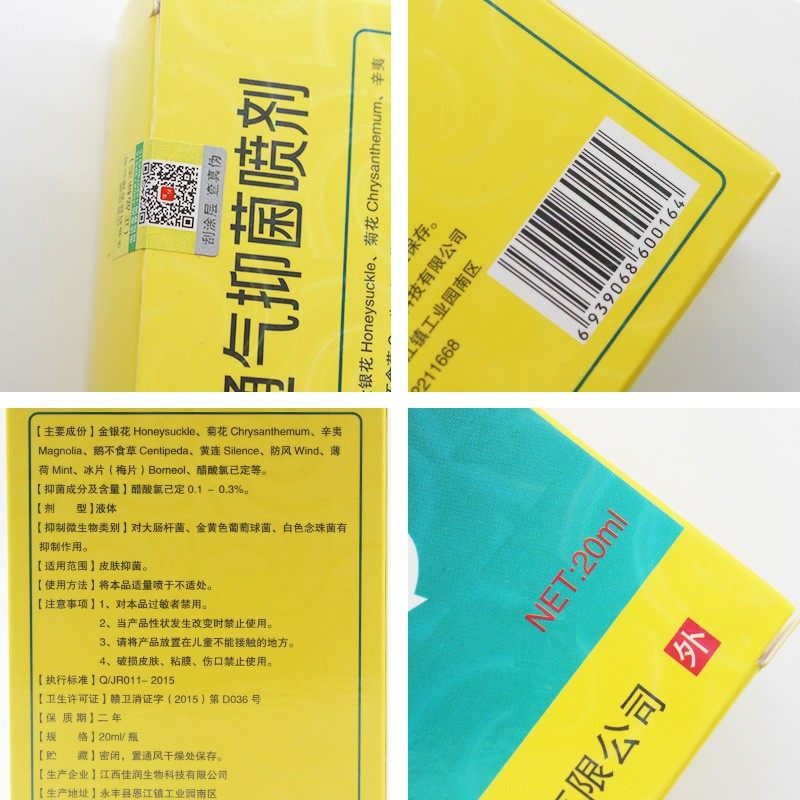 气抑菌喷剂
刮涂层 查真伪
金银花 Honeysuckle、菊花 Chrysanthemum、辛夷
保存。
科技有限公司
江镇工业园南区
2211668
6 939068 600164
【主要成份】金银花 Honeysuckle、菊花 Chrysanthemum、辛夷
Magnolia、鹅不食草 Centipeda、黄连 Silence、防风 Wind、薄
荷 Mint、冰片（梅片）Borneol、醋酸氯已定等。
【抑菌成分及含量】醋酸氯己定 0.1 ~ 0.3%。
【剂　　型】液体
【抑制微生物类别】对大肠杆菌、金黄色葡萄球菌、白色念珠菌有
抑制作用。
【适用范围】皮肤抑菌。
【使用方法】将本品适量喷于不适处。
【注意事项】1、对本品过敏者禁用。
2、当产品性状发生改变时禁止使用。
3、请将产品放置在儿童不能接触的地方。
4、破损皮肤、粘膜、伤口禁止使用。
【执行标准】Q/JR011- 2015
【卫生许可证】赣卫消证字（2015）第 D036 号
【保 质 期】二 年
【规　　格】20ml/ 瓶
【贮　　藏】密闭，置通风干燥处保存。
【生产企业】江西佳润生物科技有限公司
【生产地址】永丰县恩江镇工业园南区
NET:20ml
外
有限公司